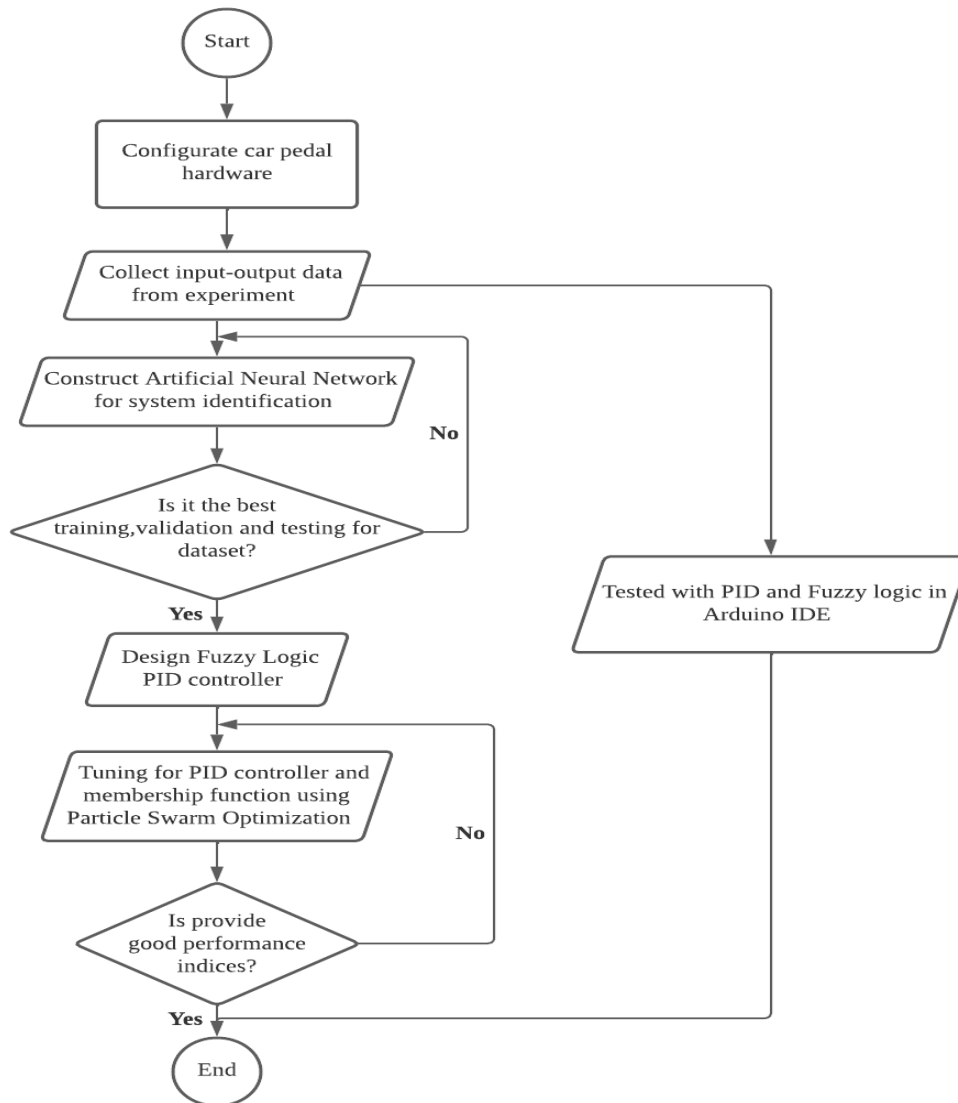 Start
Configurate car pedal
hardware
Collect input-output data
from experiment
Construct Artificial Neural Network
for system identification
No
Is it the best
training,validation and testing for
dataset?
Yes
Tested with PID and Fuzzy logic in
Arduino IDE
Design Fuzzy Logic
PID controller
Tuning for PID controller and
membership function using
Particle Swarm Optimization
No
Is provide
good performance
indices?
Yes
End